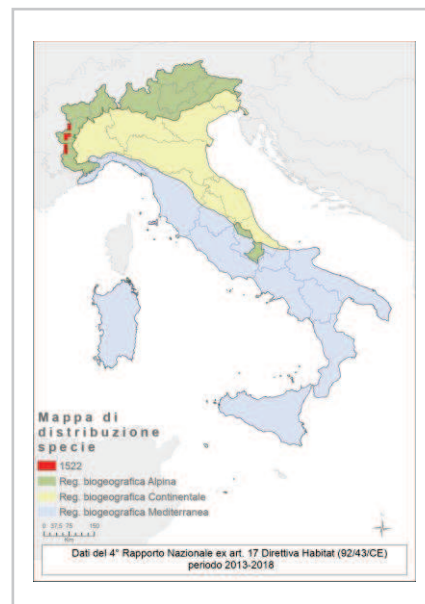 Mappa di
distribuzione
specie
1522
Reg. biogeografica Alpina
Reg. biogeografica Continentale
Reg. biogeografica Mediterranea
0 37,5 75 150
Km
Dati del 4° Rapporto Nazionale ex art. 17 Direttiva Habitat (92/43/CE)
periodo 2013-2018